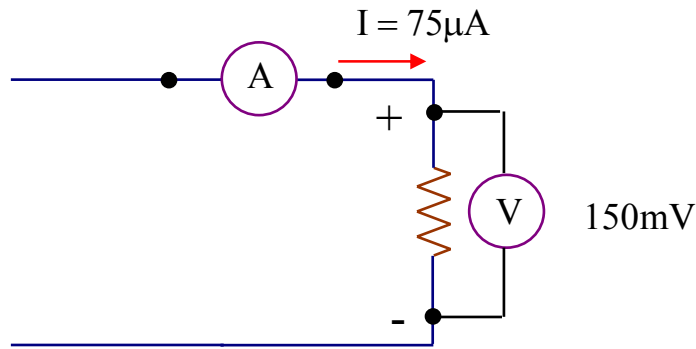 I = 75μA
A
+
V
150mV
-